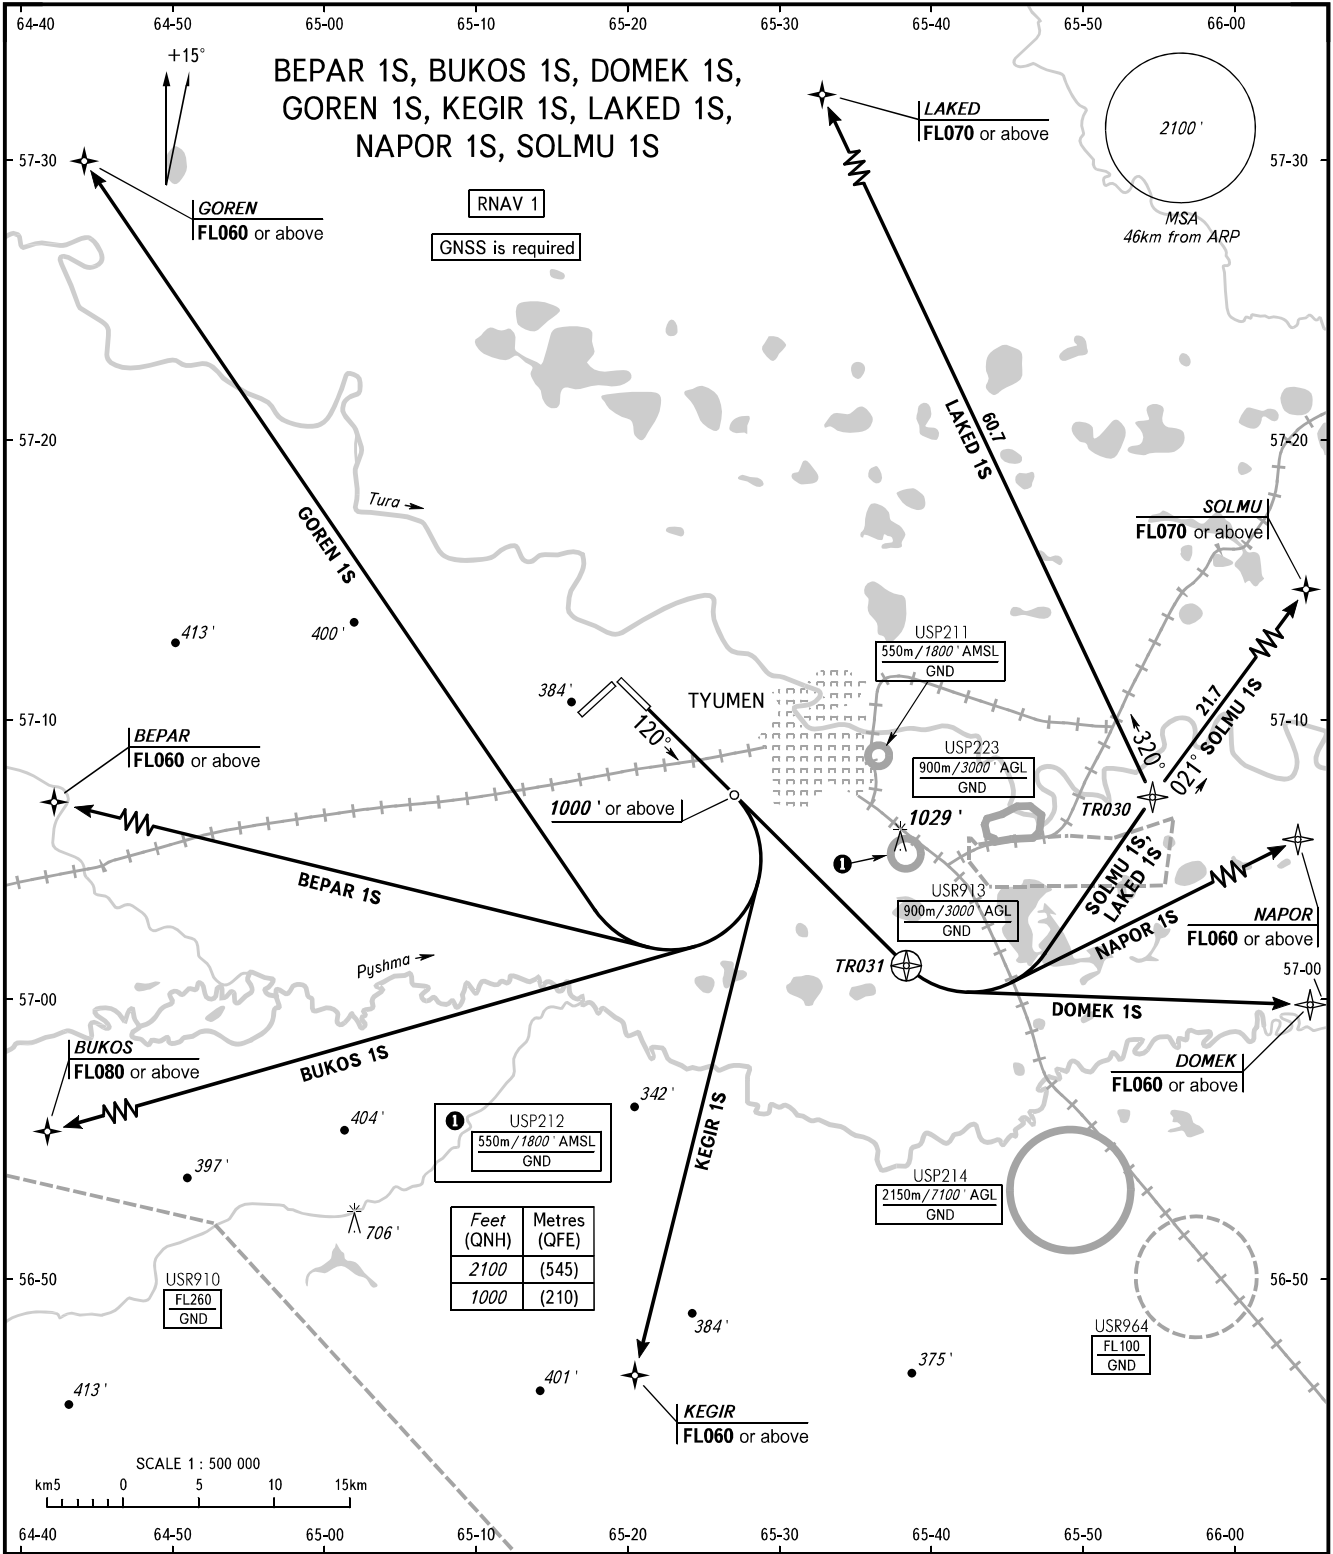 64-40 64-50 65-00 65-10 65-20 65-30 65-40 65-50 66-00
+15°
BEPAR 1S, BUKOS 1S, DOMEK 1S,
GOREN 1S, KEGIR 1S, LAKED 1S,
NAPOR 1S, SOLMU 1S
RNAV 1
GNSS is required
LAKED
FL070 or above
2100 '
MSA
46km from ARP
57-30
57-30
GOREN
FL060 or above
57-20
57-20
60.7
LAKED 1S
Tura
GOREN 1S
SOLMU
FL070 or above
413 '
400 '
USP211
550m/1800 ' AMSL
GND
384 '
TYUMEN
57-10
57-10
120°
21.7
021° SOLMU 1S
320°
BEPAR
FL060 or above
USP223
900m/3000 ' AGL
GND
1000 ' or above
TR030
1029 '
1
SOLMU 1S,
LAKED 1S
BEPAR 1S
USR913
900m/3000 ' AGL
GND
NAPOR 1S
NAPOR
FL060 or above
Pyshma
TR031
57-00
57-00
DOMEK 1S
BUKOS
FL080 or above
BUKOS 1S
DOMEK
FL060 or above
342 '
404 '
1
USP212
550m/1800 ' AMSL
GND
KEGIR 1S
397 '
USP214
2150m/7100 ' AGL
GND
706 '
Feet (QNH) Metres (QFE)
2100 (545)
1000 (210)
56-50
56-50
USR910
FL260
GND
384 '
USR964
FL100
GND
375 '
413 '
401 '
KEGIR
FL060 or above
SCALE 1 : 500 000
km5 0 5 10 15km
64-40 64-50 65-00 65-10 65-20 65-30 65-40 65-50 66-00